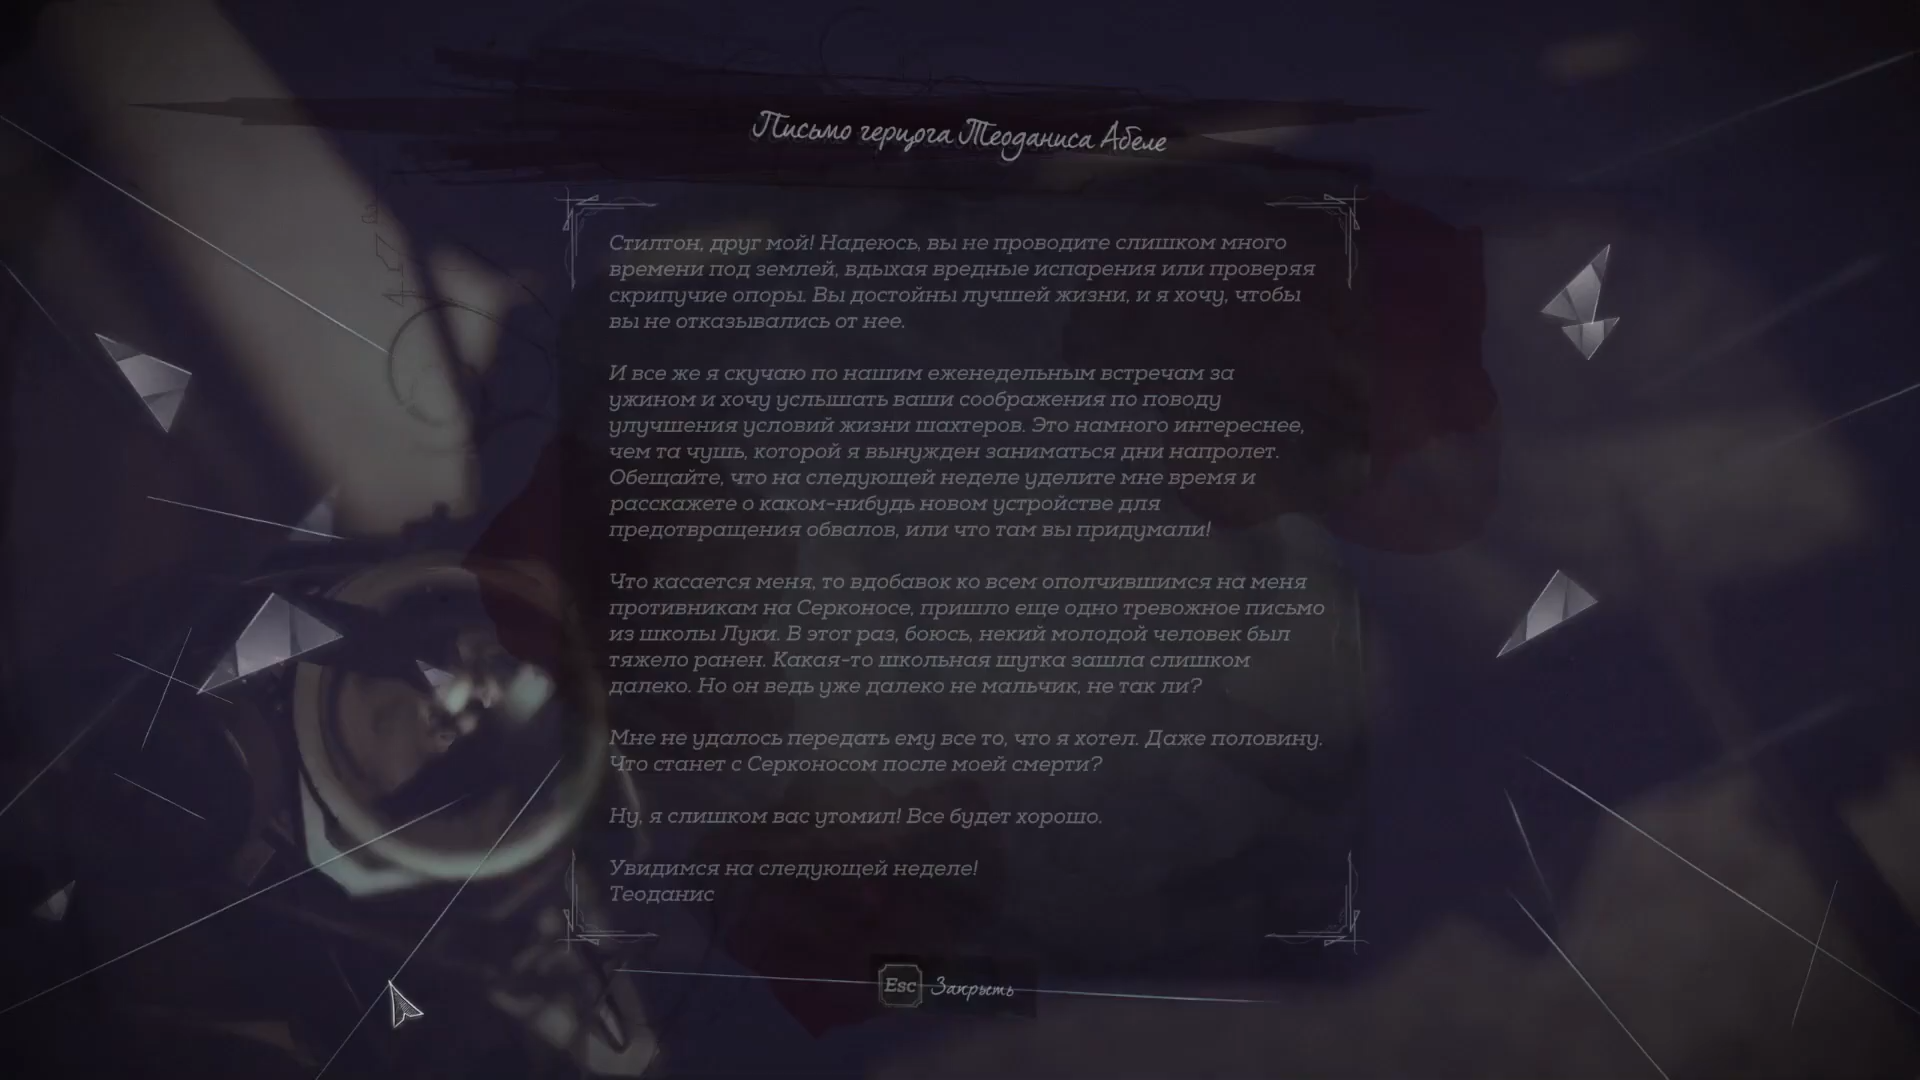 Письмо герцога Теоданиса Абеле
Стилтон, друг мой! Надеюсь, вы не проводите слишком много
времени под землей, вдыхая вредные испарения или проверяя
скрипучие опоры. Вы достойны лучшей жизни, и я хочу, чтобы
вы не отказывались от нее.
И все же я скучаю по нашим еженедельным встречам за
ужином и хочу услышать ваши соображения по поводу
улучшения условий жизни шахтеров. Это намного интереснее,
чем та чушь, которой я вынужден заниматься дни напролет.
Обещайте, что на следующей неделе уделите мне время и
расскажете о каком-нибудь новом устройстве для
предотвращения обвалов, или что там вы придумали!
Что касается меня, то вдобавок ко всем ополчившимся на меня
противникам на Серконосе, пришло еще одно тревожное письмо
из школы Луки. В этот раз, боюсь, некий молодой человек был
тяжело ранен. Какая-то школьная шутка зашла слишком
далеко. Но он ведь уже далеко не мальчик, не так ли?
Мне не удалось передать ему все то, что я хотел. Даже половину.
Что станет с Серконосом после моей смерти?
Ну, я слишком вас утомил! Все будет хорошо.
Увидимся на следующей неделе!
Теоданис
Esc Закрыть